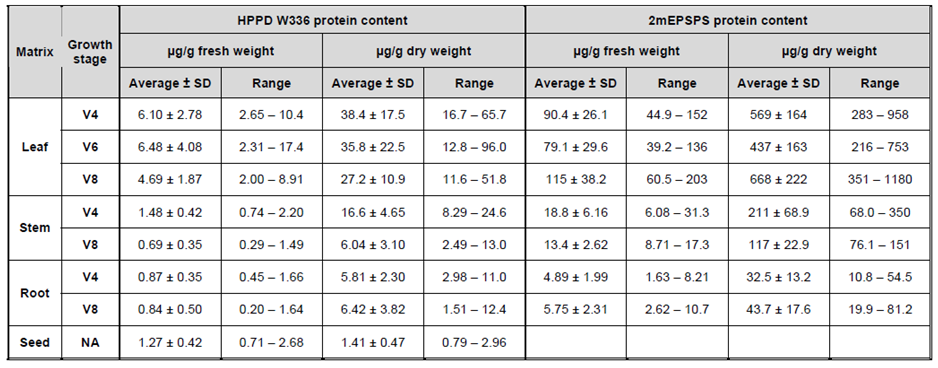 HPPD W336 protein content 2mEPSPS protein content
Matrix Growth stage µg/g fresh weight µg/g dry weight µg/g fresh weight µg/g dry weight
Average ± SD Range Average ± SD Range Average ± SD Range Average ± SD Range
Leaf V4 6.10 ± 2.78 2.65 – 10.4 38.4 ± 17.5 16.7 – 65.7 90.4 ± 26.1 44.9 – 152 569 ± 164 283 – 958
V6 6.48 ± 4.08 2.31 – 17.4 35.8 ± 22.5 12.8 – 96.0 79.1 ± 29.6 39.2 – 136 437 ± 163 216 – 753
V8 4.69 ± 1.87 2.00 – 8.91 27.2 ± 10.9 11.6 – 51.8 115 ± 38.2 60.5 – 203 668 ± 222 351 – 1180
Stem V4 1.48 ± 0.42 0.74 – 2.20 16.6 ± 4.65 8.29 – 24.6 18.8 ± 6.16 6.08 – 31.3 211 ± 68.9 68.0 – 350
V8 0.69 ± 0.35 0.29 – 1.49 6.04 ± 3.10 2.49 – 13.0 13.4 ± 2.62 8.71 – 17.3 117 ± 22.9 76.1 – 151
Root V4 0.87 ± 0.35 0.45 – 1.66 5.81 ± 2.30 2.98 – 11.0 4.89 ± 1.99 1.63 – 8.21 32.5 ± 13.2 10.8 – 54.5
V8 0.84 ± 0.50 0.20 – 1.64 6.42 ± 3.82 1.51 – 12.4 5.75 ± 2.31 2.62 – 10.7 43.7 ± 17.6 19.9 – 81.2
Seed NA 1.27 ± 0.42 0.71 – 2.68 1.41 ± 0.47 0.79 – 2.96